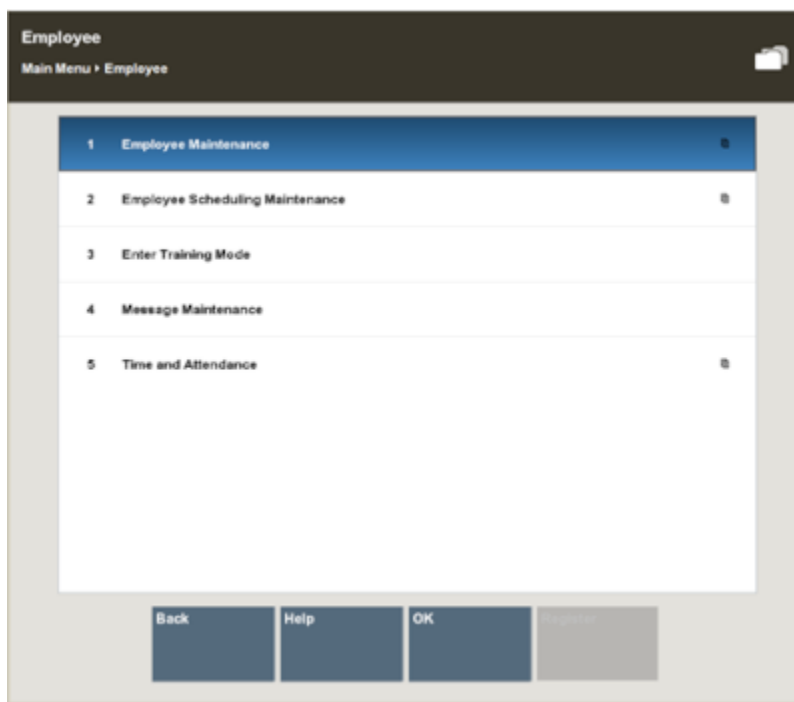 Employee
Main Menu ‣ Employee
1 Employee Maintenance
2 Employee Scheduling Maintenance
3 Enter Training Mode
4 Message Maintenance
5 Time and Attendance
Back Help OK Register